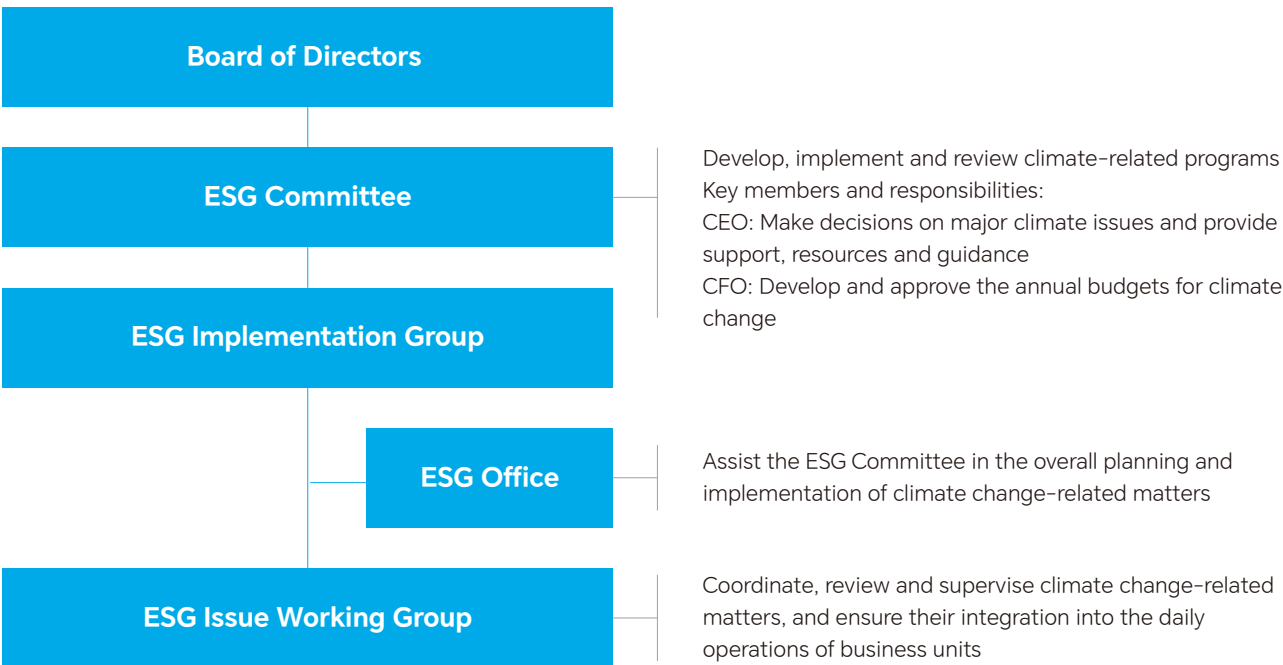 Board of Directors
ESG Committee
Develop, implement and review climate-related programs
Key members and responsibilities:
CEO: Make decisions on major climate issues and provide
support, resources and guidance
CFO: Develop and approve the annual budgets for climate
change
ESG Implementation Group
ESG Office
Assist the ESG Committee in the overall planning and
implementation of climate change-related matters
ESG Issue Working Group
Coordinate, review and supervise climate change-related
matters, and ensure their integration into the daily
operations of business units